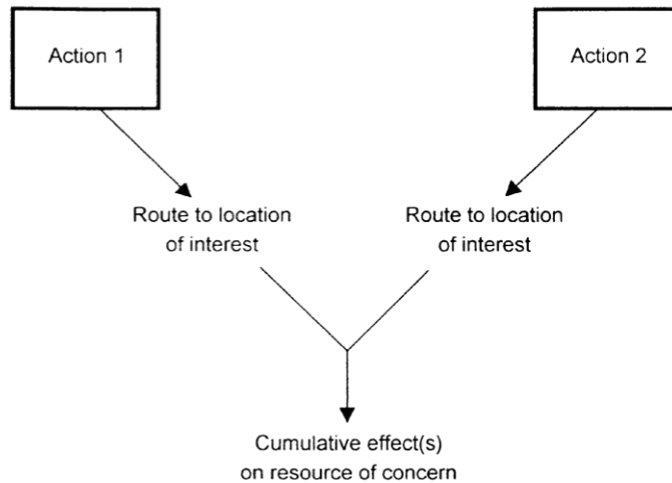 Action 1
Action 2
Route to location
of interest
Route to location
of interest
Cumulative effect(s)
on resource of concern